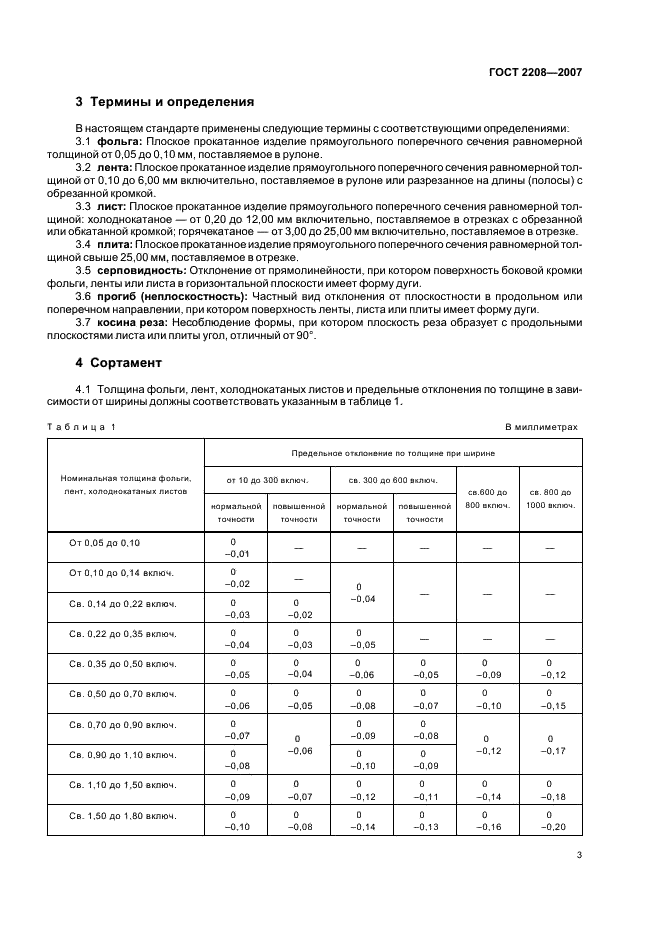 ГОСТ 2208—2007
3 Термины и определения
В настоящем стандарте применены следующие термины с соответствующими определениями:
3.1 фольга: Плоское прокатанное изделие прямоугольного поперечного сечения равномерной
толщиной от 0,05 до 0,10 мм, поставляемое в рулоне.
3.2 лента: Плоское прокатанное изделие прямоугольного поперечного сечения равномерной тол-
щиной от 0,10 до 6,00 мм включительно, поставляемое в рулоне или разрезанное на длины (полосы) с
обрезанной кромкой.
3.3 лист: Плоское прокатанное изделие прямоугольного поперечного сечения равномерной тол-
щиной: холоднокатаное — от 0,20 до 12,00 мм включительно, поставляемое в отрезках с обрезанной
или обкатанной кромкой; горячекатаное — от 3,00 до 25,00 мм включительно, поставляемое в отрезке.
3.4 плита: Плоское прокатанное изделие прямоугольного поперечного сечения равномерной тол-
щиной свыше 25,00 мм, поставляемое в отрезке.
3.5 серповидность: Отклонение от прямолинейности, при котором поверхность боковой кромки
фольги, ленты или листа в горизонтальной плоскости имеет форму дуги.
3.6 прогиб (неплоскостность): Частный вид отклонения от плоскостности в продольном или
поперечном направлении, при котором поверхность ленты, листа или плиты имеет форму дуги.
3.7 косина реза: Несоблюдение формы, при котором плоскость реза образует с продольными
плоскостями листа или плиты угол, отличный от 90°.
4 Сортамент
4.1 Толщина фольги, лент, холоднокатаных листов и предельные отклонения по толщине в зави-
симости от ширины должны соответствовать указанным в таблице 1.
Таблица 1 В миллиметрах
Номинальная толщина фольги,
лент, холоднокатаных листов
Предельное отклонение по толщине при ширине
от 10 до 300 включ. св. 300 до 600 включ. св.600 до
800 включ. св. 800 до
1000 включ.
нормальной
точности повышенной
точности нормальной
точности повышенной
точности
От 0,05 до 0,10 0
–0,01 — — — — —
От 0,10 до 0,14 включ. 0
–0,02 — 0
–0,04 — — —
Св. 0,14 до 0,22 включ. 0 0
–0,03 –0,02
Св. 0,22 до 0,35 включ. 0 0 0
–0,04 –0,03 –0,05 — — —
Св. 0,35 до 0,50 включ. 0 0 0 0 0 0
–0,05 –0,04 –0,06 –0,05 –0,09 –0,12
Св. 0,50 до 0,70 включ. 0 0 0 0 0 0
–0,06 –0,05 –0,08 –0,07 –0,10 –0,15
Св. 0,70 до 0,90 включ. 0 0 0 0 0 0
–0,07 –0,06 –0,09 –0,08 –0,12 –0,17
Св. 0,90 до 1,10 включ. 0 0 0
–0,08 –0,10 –0,09
Св. 1,10 до 1,50 включ. 0 0 0 0 0 0
–0,09 –0,07 –0,12 –0,11 –0,14 –0,18
Св. 1,50 до 1,80 включ. 0 0 0 0 0 0
–0,10 –0,08 –0,14 –0,13 –0,16 –0,20
3